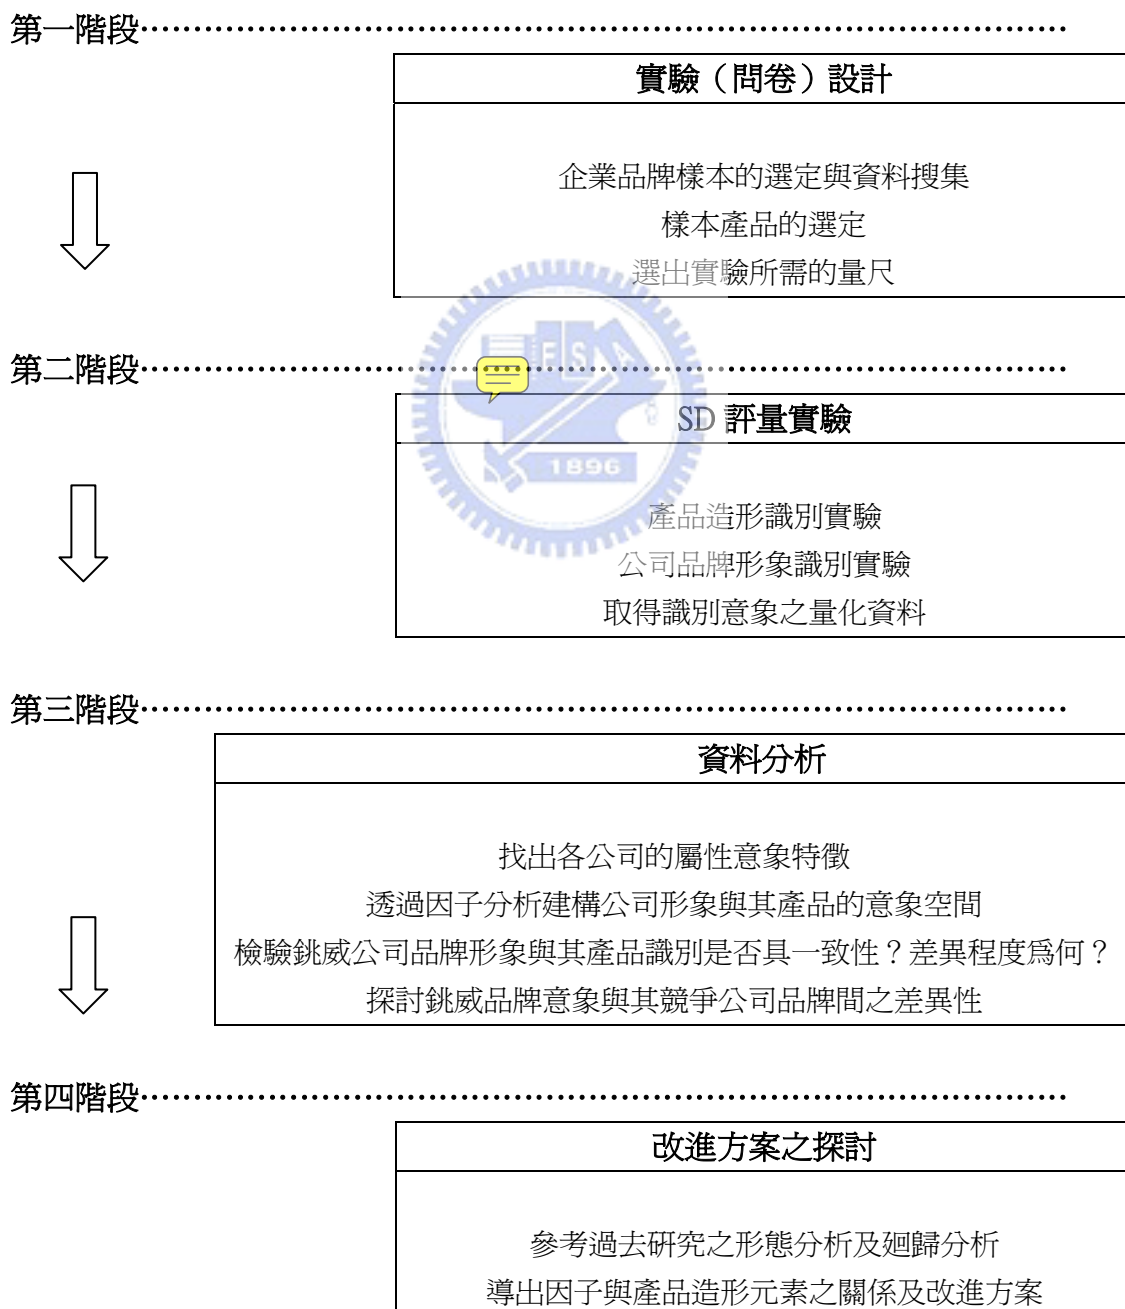 第一階段⋯⋯⋯⋯⋯⋯⋯⋯⋯⋯⋯⋯⋯⋯⋯⋯⋯⋯⋯⋯⋯⋯⋯⋯⋯⋯⋯⋯⋯
實驗（問卷）設計
企業品牌樣本的選定與資料搜集
樣本產品的選定
選出實驗所需的量尺
第二階段⋯⋯⋯⋯⋯⋯⋯⋯⋯⋯⋯⋯⋯⋯⋯⋯⋯⋯⋯⋯⋯⋯⋯⋯⋯⋯⋯⋯⋯
ESA
SD 評量實驗
1896
產品造形識別實驗
公司品牌形象識別實驗
取得識別意象之量化資料
第三階段⋯⋯⋯⋯⋯⋯⋯⋯⋯⋯⋯⋯⋯⋯⋯⋯⋯⋯⋯⋯⋯⋯⋯⋯⋯⋯⋯⋯⋯
資料分析
找出各公司的屬性意象特徵
透過因子分析建構公司形象與其產品的意象空間
檢驗銚威公司品牌形象與其產品識別是否具一致性？差異程度爲何？
探討銚威品牌意象與其競爭公司品牌間之差異性
第四階段⋯⋯⋯⋯⋯⋯⋯⋯⋯⋯⋯⋯⋯⋯⋯⋯⋯⋯⋯⋯⋯⋯⋯⋯⋯⋯⋯⋯⋯
改進方案之探討
參考過去研究之形態分析及廻歸分析
導出因子與產品造形元素之關係及改進方案